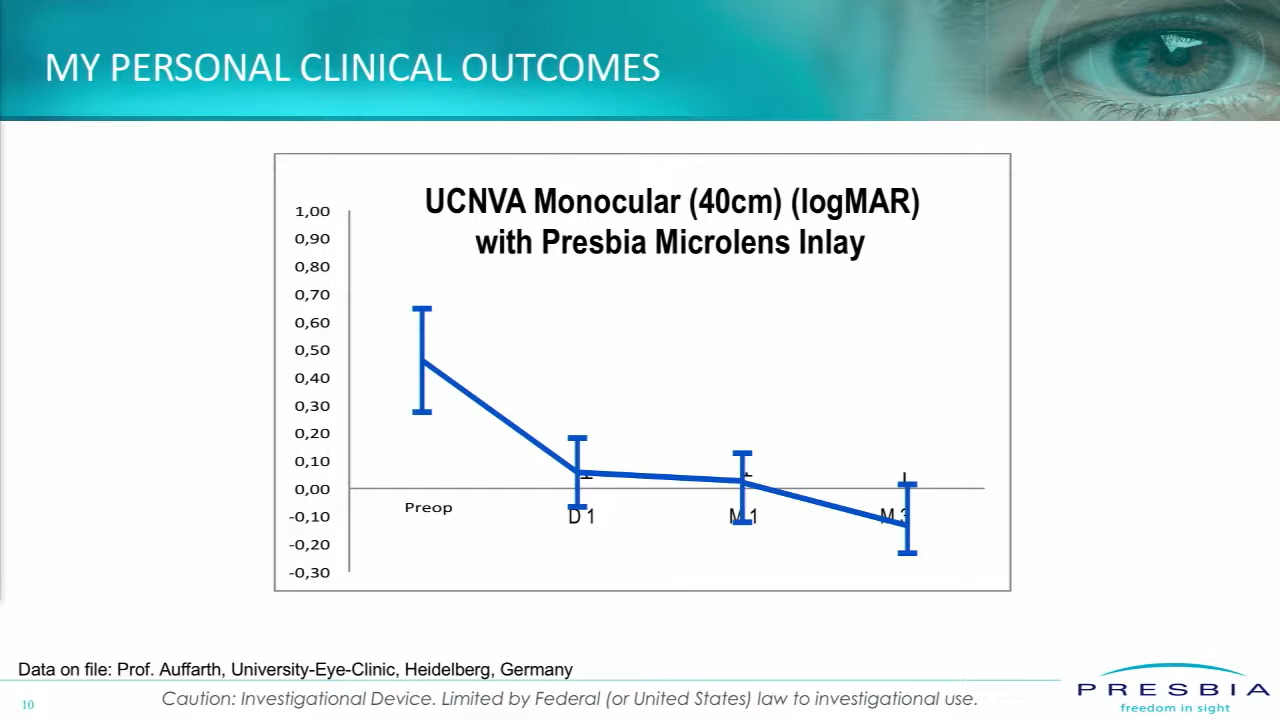 MY PERSONAL CLINICAL OUTCOMES
UCNVA Monocular (40cm) (logMAR)
with Presbia Microlens Inlay
1,00
0,90
0,80
0,70
0,60
0,50
0,40
0,30
0,20
0,10
0,00
-0,10
-0,20
-0,30
Preop
D 1
M 1
M 3
Data on file: Prof. Auffarth, University-Eye-Clinic, Heidelberg, Germany
10
Caution: Investigational Device. Limited by Federal (or United States) law to investigational use.
PRESBIA
freedom in sight